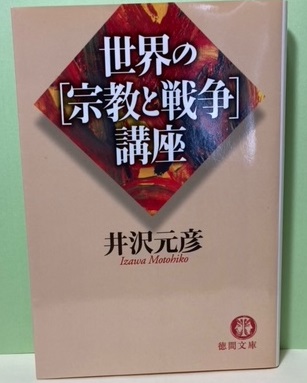 世界の
[宗教と戦争]
講座
井沢元彦
Izawa Motohiko
徳間文庫